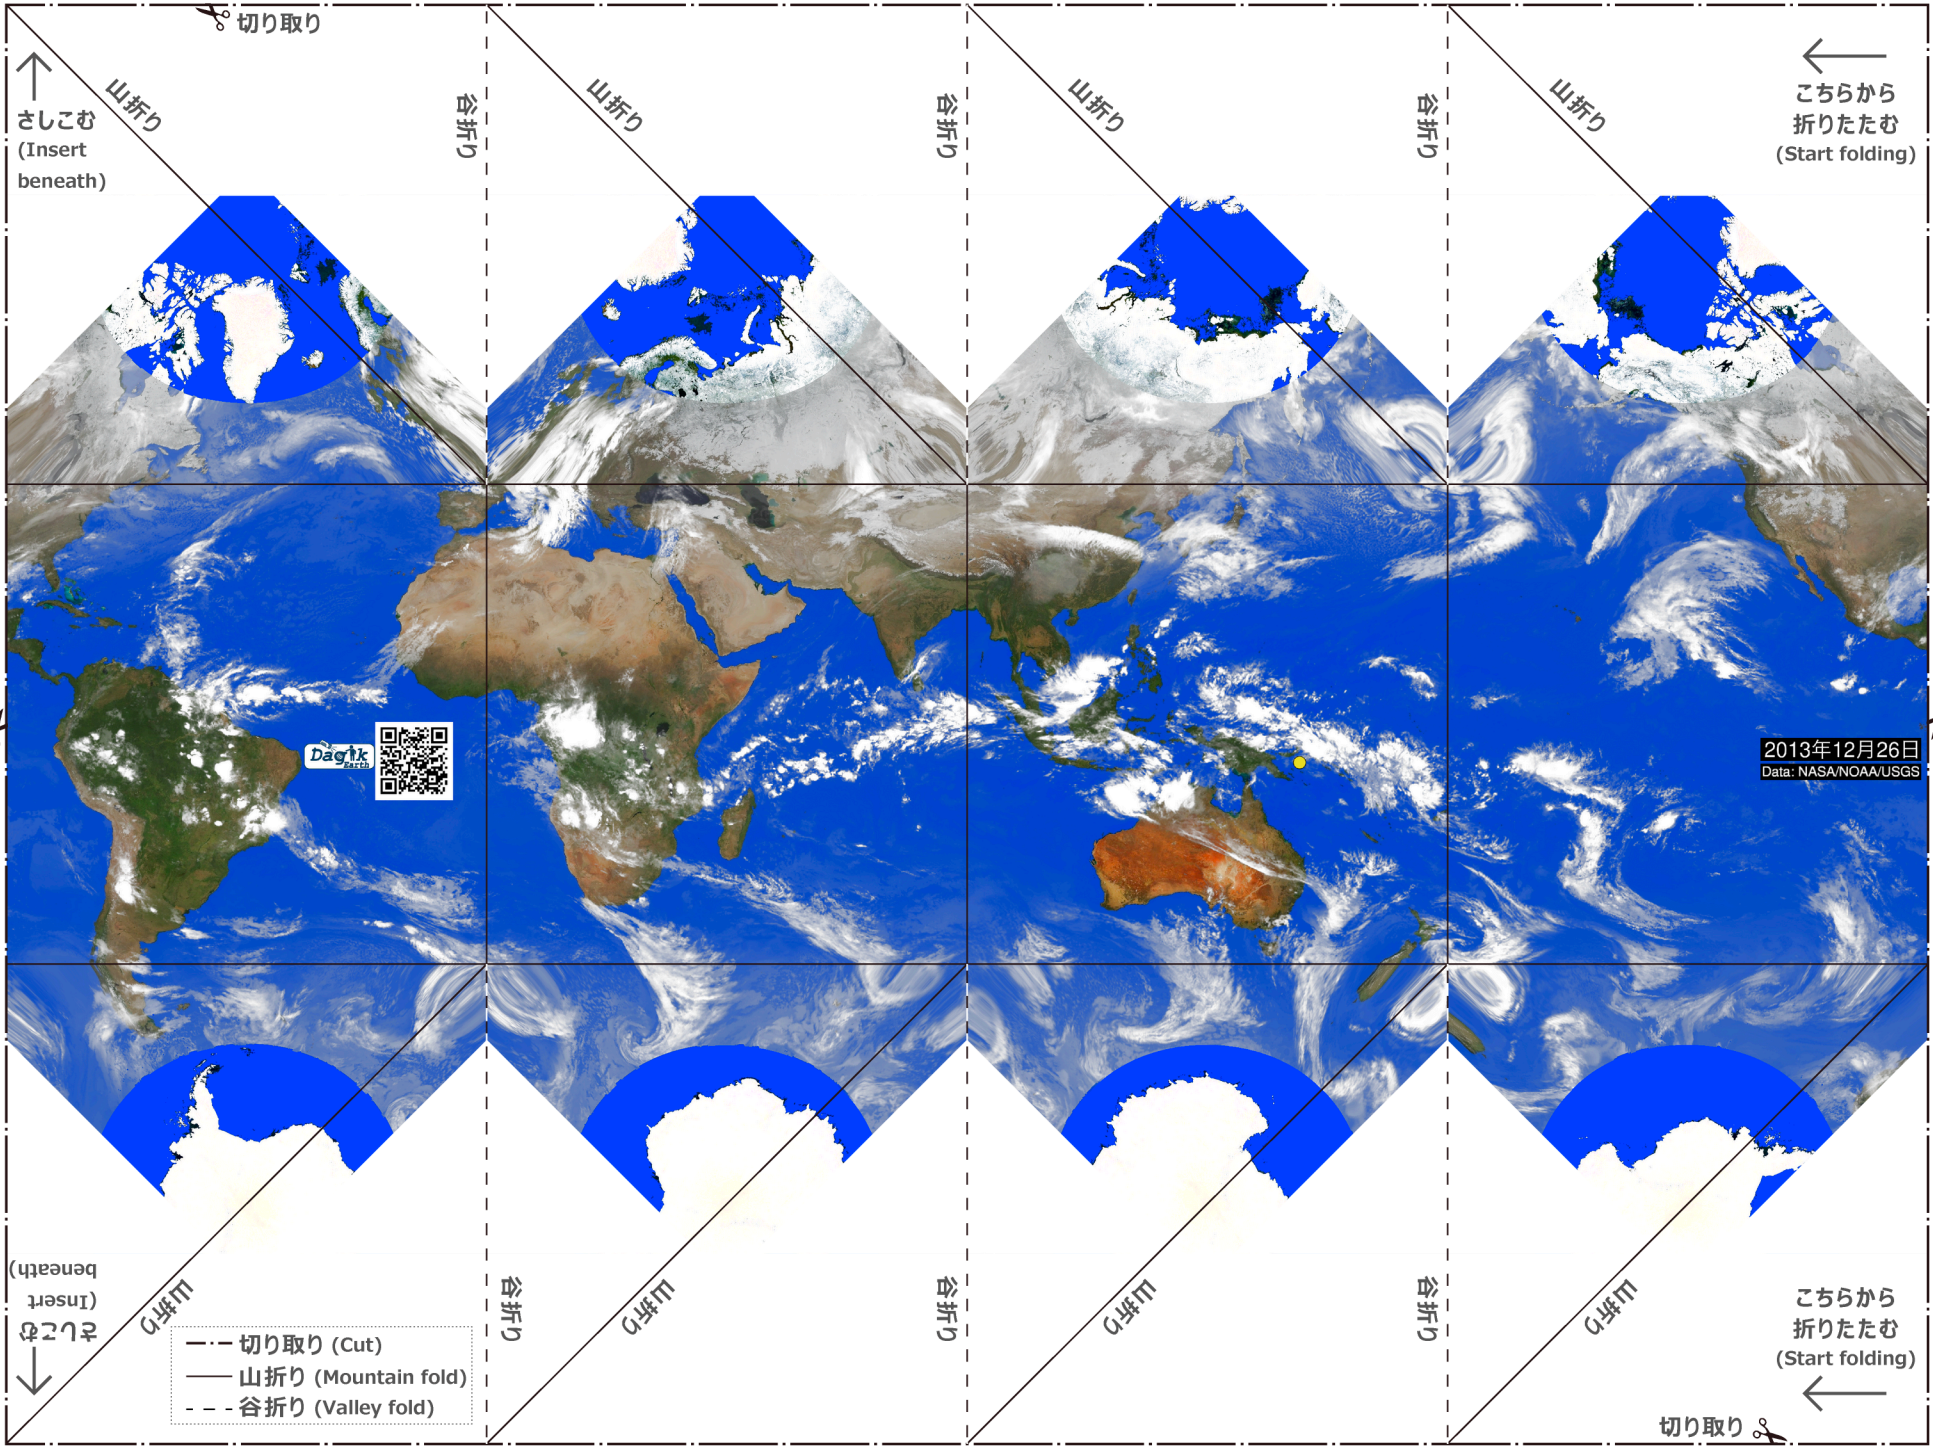 切り取り
山折り
谷折り
山折り
谷折り
山折り
谷折り
山折り
さしこむ
(Insert
beneath)
こちらから
折りたたむ
(Start folding)
Dagik
Earth
2013年12月26日
Data: NASA/NOAA/USGS
さしこむ
(Insert
beneath)
山折り
谷折り
山折り
谷折り
山折り
谷折り
山折り
切り取り (Cut)
山折り (Mountain fold)
谷折り (Valley fold)
こちらから
折りたたむ
(Start folding)
切り取り